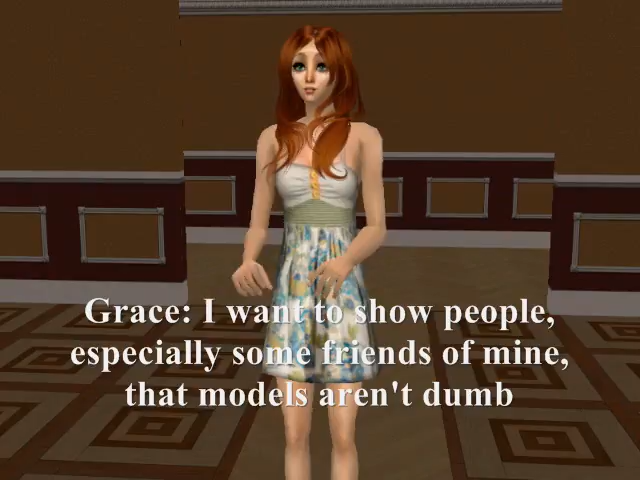 Grace: I want to show people,
especially some friends of mine,
that models aren't dumb